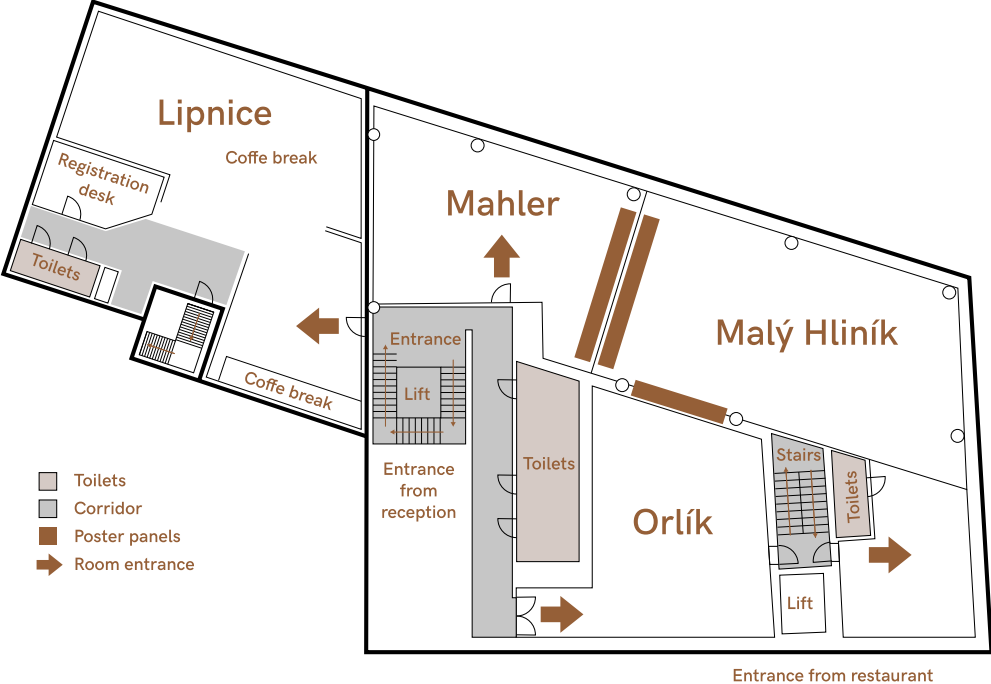 Lipnice
Coffe break
Registration
desk
Toilets
Coffe break
Mahler
Malý Hliník
Entrance
Lift
Entrance
from
reception
Toilets
Orlík
Stairs
Toilets
Lift
Toilets
Corridor
Poster panels
Room entrance
Entrance from restaurant